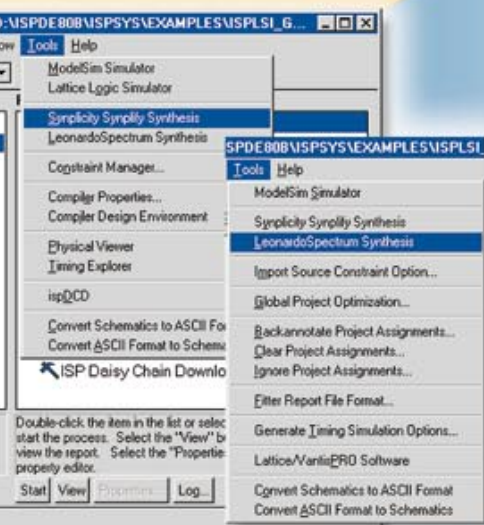 D:\ISPDE80B\ISPSYS\EXAMPLES\ISPLSI_G...
Tools Help
ModelSim Simulator
Lattice Logic Simulator
Synplicity Synplify Synthesis
LeonardoSpectrum Synthesis
Constraint Manager...
Compiler Properties...
Compiler Design Environment
Physical Viewer
Timing Explorer
ispDCD
Convert Schematics to ASCII
Convert ASCII Format to
ISP Daisy Chain
Double-click the item in the list or
start the process. Select the "View"
view the report. Select the
property editor.
Start View Properties... Log...
SPDE80B\ISPSYS\EXAMPLES\ISPLSI_
Tools Help
ModelSim Simulator
Synplicity Synplify Synthesis
LeonardoSpectrum Synthesis
Import Source Constraint Option...
Global Project Optimization...
Backannotate Project Assignments...
Clear Project Assignments...
Ignore Project Assignments...
Fitter Report File Format...
Generate Timing Simulation Options...
Lattice/VantisPRO Software
Convert Schematics to ASCII Format
Convert ASCII Format to Schematics